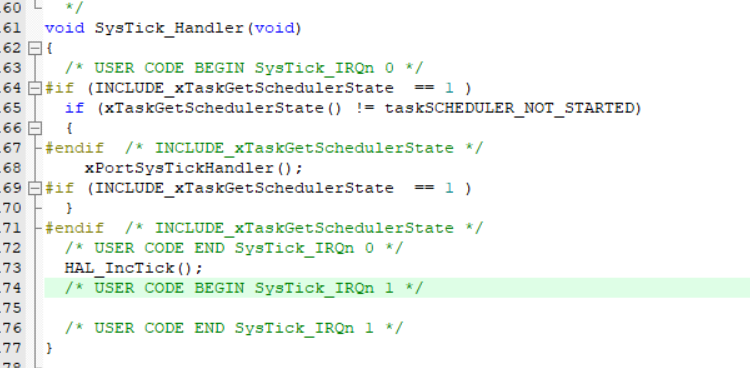 60   */
61 void SysTick_Handler(void)
62 {
63   /* USER CODE BEGIN SysTick_IRQn 0 */
64 #if (INCLUDE_xTaskGetSchedulerState  == 1 )
65   if (xTaskGetSchedulerState() != taskSCHEDULER_NOT_STARTED)
66   {
67 #endif  /* INCLUDE_xTaskGetSchedulerState */
68     xPortSysTickHandler();
69 #if (INCLUDE_xTaskGetSchedulerState  == 1 )
70   }
71 #endif  /* INCLUDE_xTaskGetSchedulerState */
72   /* USER CODE END SysTick_IRQn 0 */
73   HAL_IncTick();
74   /* USER CODE BEGIN SysTick_IRQn 1 */
75
76   /* USER CODE END SysTick_IRQn 1 */
77 }
78